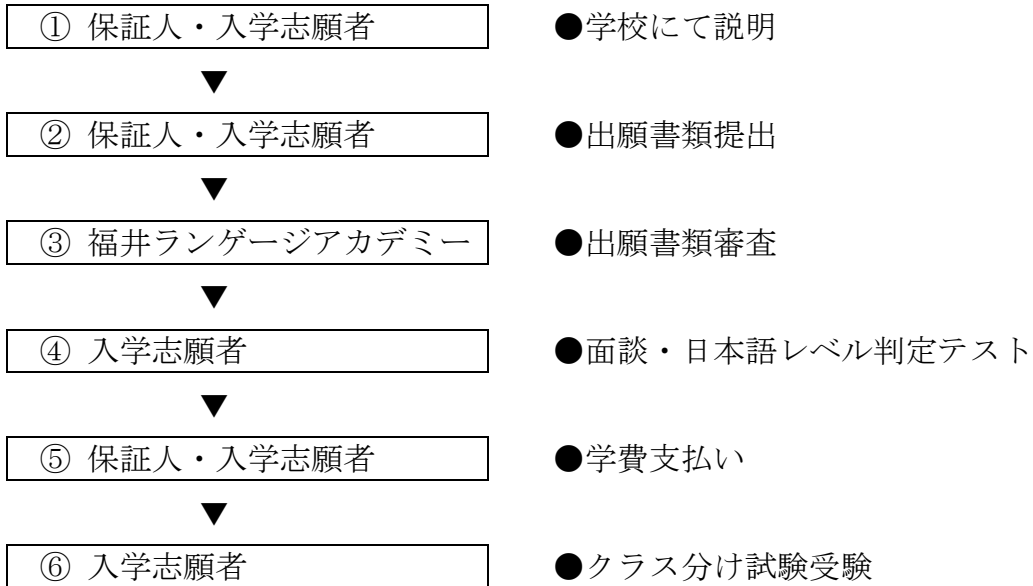 ① 保証人・入学志願者 ●学校にて説明
▼
② 保証人・入学志願者 ●出願書類提出
▼
③ 福井ランゲージアカデミー ●出願書類審査
▼
④ 入学志願者 ●面談・日本語レベル判定テスト
▼
⑤ 保証人・入学志願者 ●学費支払い
▼
⑥ 入学志願者 ●クラス分け試験受験